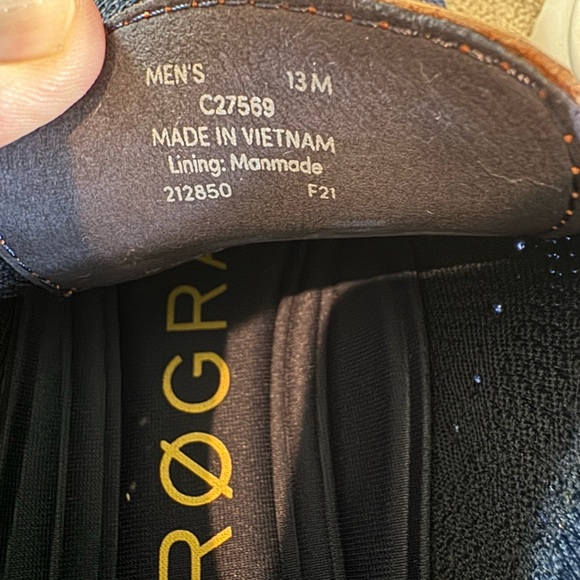 MEN'S 13 M
C27569
MADE IN VIETNAM
Lining: Manmade
212850 F21
RØGRA